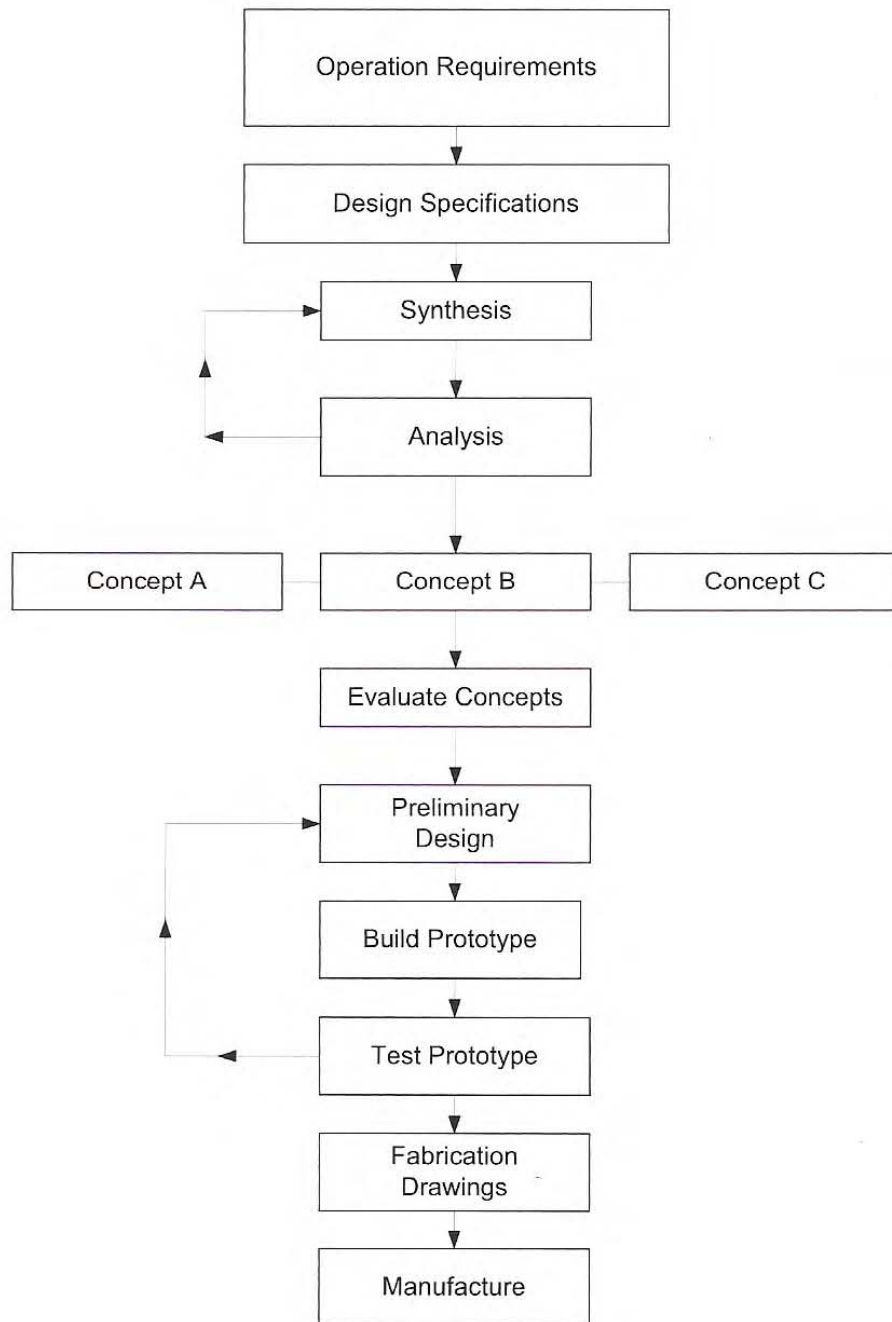 Operation Requirements
Design Specifications
Synthesis
Analysis
Concept A
Concept B
Concept C
Evaluate Concepts
Preliminary
Design
Build Prototype
Test Prototype
Fabrication
Drawings
Manufacture